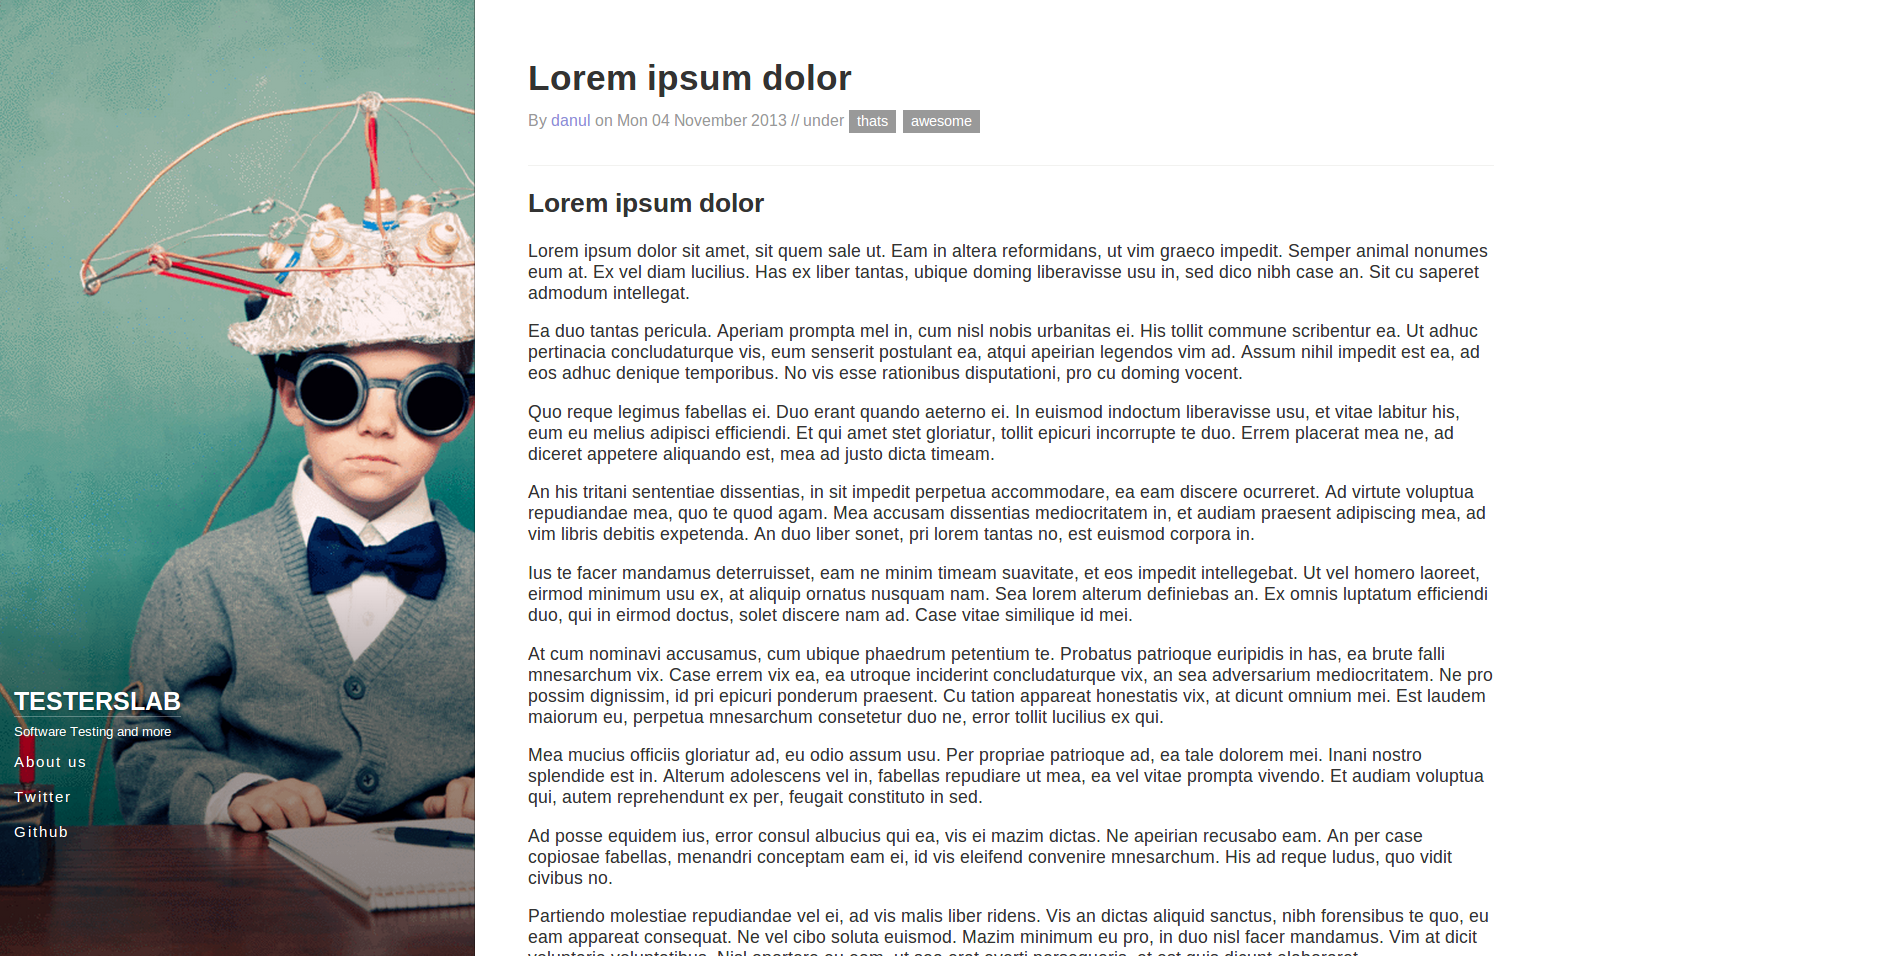 TESTERSLAB
Software Testing and more
About us
Twitter
Github
Lorem ipsum dolor
By danul on Mon 04 November 2013 // under thats awesome
Lorem ipsum dolor
Lorem ipsum dolor sit amet, sit quem sale ut. Eam in altera reformidans, ut vim graeco impedit. Semper animal nonumes
eum at. Ex vel diam lucilius. Has ex liber tantas, ubique doming liberavisse usu in, sed dico nibh case an. Sit cu saperet
admodum intellegat.
Ea duo tantas pericula. Aperiam prompta mel in, cum nisl nobis urbanitas ei. His tollit commune scribentur ea. Ut adhuc
pertinacia concludaturque vis, eum senserit postulant ea, atqui apeirian legendos vim ad. Assum nihil impedit est ea, ad
eos adhuc denique temporibus. No vis esse rationibus disputationi, pro cu doming vocent.
Quo reque legimus fabellas ei. Duo erant quando aeterno ei. In euismod indoctum liberavisse usu, et vitae labitur his,
eum eu melius adipisci efficiendi. Et qui amet stet gloriatur, tollit epicuri incorrupte te duo. Errem placerat mea ne, ad
diceret appetere aliquando est, mea ad justo dicta timeam.
An his tritani sententiae dissentias, in sit impedit perpetua accommodare, ea eam discere ocurreret. Ad virtute voluptua
repudiandae mea, quo te quod agam. Mea accusam dissentias mediocritatem in, et audiam praesent adipiscing mea, ad
vim libris debitis expetenda. An duo liber sonet, pri lorem tantas no, est euismod corpora in.
Ius te facer mandamus deterruisset, eam ne minim timeam suavitate, et eos impedit intellegebat. Ut vel homero laoreet,
eirmod minimum usu ex, at aliquip ornatus nusquam nam. Sea lorem alterum definiebas an. Ex omnis luptatum efficiendi
duo, qui in eirmod doctus, solet discere nam ad. Case vitae similique id mei.
At cum nominavi accusamus, cum ubique phaedrum petentium te. Probatus patrioque euripidis in has, ea brute falli
mnesarchum vix. Case errem vix ea, ea utroque inciderint concludaturque vix, an sea adversarium mediocritatem. Ne pro
possim dignissim, id pri epicuri ponderum praesent. Cu tation appareat honestatis vix, at dicunt omnium mei. Est laudem
maiorum eu, perpetua mnesarchum consetetur duo ne, error tollit lucilius ex qui.
Mea mucius officiis gloriatur ad, eu odio assum usu. Per propriae patrioque ad, ea tale dolorem mei. Inani nostro
splendide est in. Alterum adolescens vel in, fabellas repudiare ut mea, ea vel vitae prompta vivendo. Et audiam voluptua
qui, autem reprehendunt ex per, feugait constituto in sed.
Ad posse equidem ius, error consul albucius qui ea, vis ei mazim dictas. Ne apeirian recusabo eam. An per case
copiosae fabellas, menandri conceptam eam ei, id vis eleifend convenire mnesarchum. His ad reque ludus, quo vidit
civibus no.
Partiendo molestiae repudiandae vel ei, ad vis malis liber ridens. Vis an dictas aliquid sanctus, nibh forensibus te quo, eu
eam appareat consequat. Ne vel cibo soluta euismod. Mazim minimum eu pro, in duo nisl facer mandamus. Vim at dicit